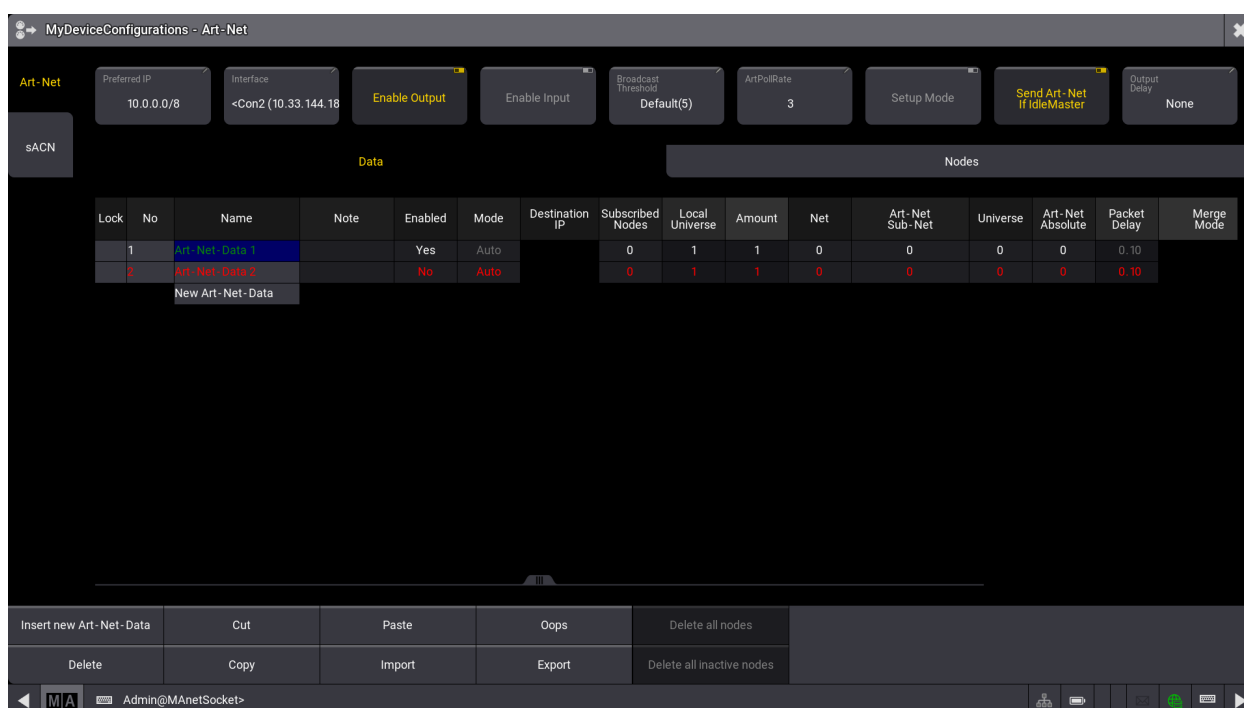 MyDeviceConfigurations - Art-Net
Art-Net
sACN
Preferred IP
10.0.0.0/8
Interface
<Con2 (10.33.144.18
Enable Output
Enable Input
Broadcast
Threshold
Default(5)
ArtPollRate
3
Setup Mode
Send Art-Net
If IdleMaster
Output
Delay
None
Data
Nodes
Lock No Name Note Enabled Mode Destination IP Subscribed Nodes Local Universe Amount Net Art-Net Sub-Net Universe Art-Net Absolute Packet Delay Merge Mode
1 Art-Net-Data 1 Yes Auto 0 1 1 0 0 0 0 0.10
2 Art-Net-Data 2 No Auto 0 1 1 0 0 0 0 0.10
New Art-Net-Data
Insert new Art-Net-Data Cut Paste Oops Delete all nodes
Delete Copy Import Export Delete all inactive nodes
MA Admin@MAnetSocket>